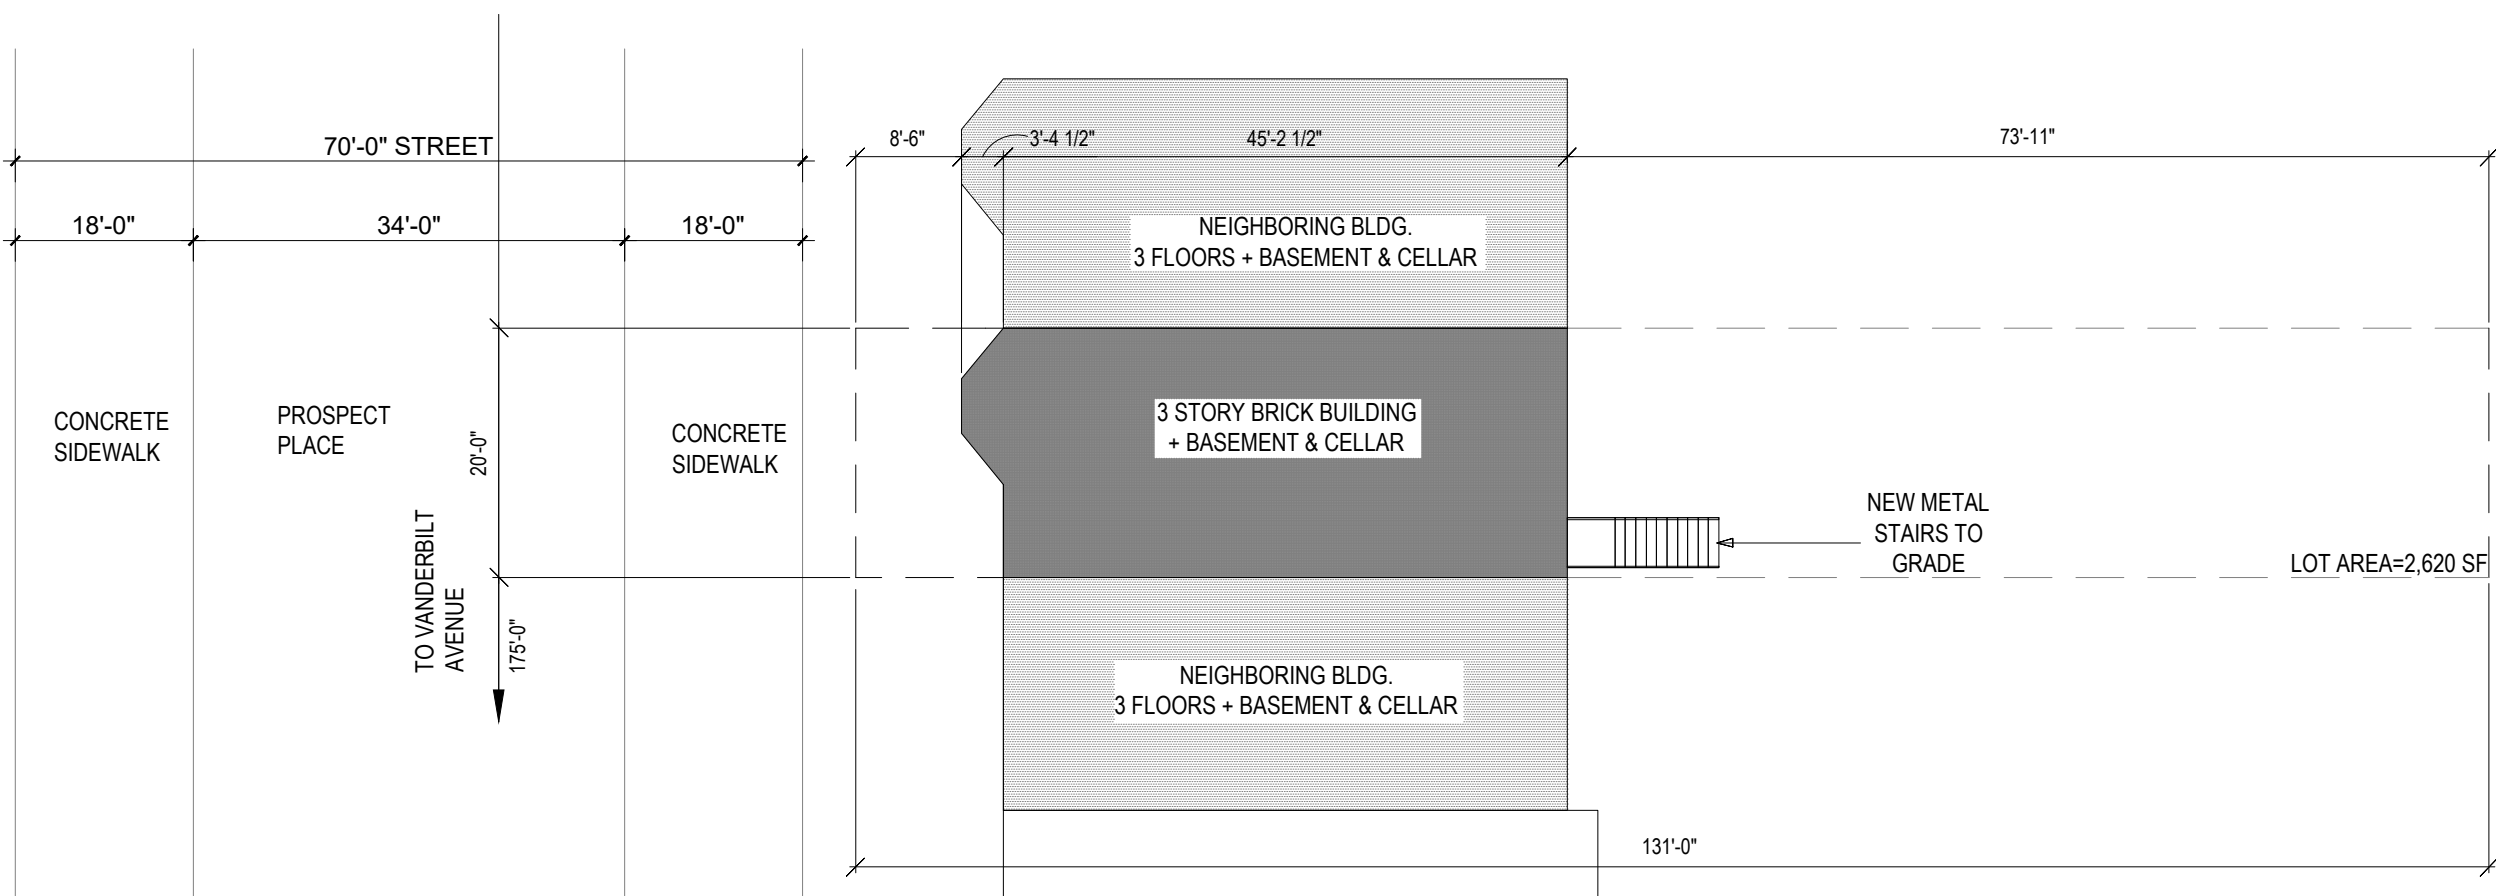 70'-0" STREET
8'-6"
3'-4 1/2"
45'-2 1/2"
73'-11"
18'-0"
34'-0"
18'-0"
NEIGHBORING BLDG.
3 FLOORS + BASEMENT & CELLAR
CONCRETE
SIDEWALK
PROSPECT
PLACE
20'-0"
CONCRETE
SIDEWALK
3 STORY BRICK BUILDING
+ BASEMENT & CELLAR
NEW METAL
STAIRS TO
GRADE
LOT AREA=2,620 SF
TO VANDERBILT
AVENUE
175'-0"
NEIGHBORING BLDG.
3 FLOORS + BASEMENT & CELLAR
131'-0"